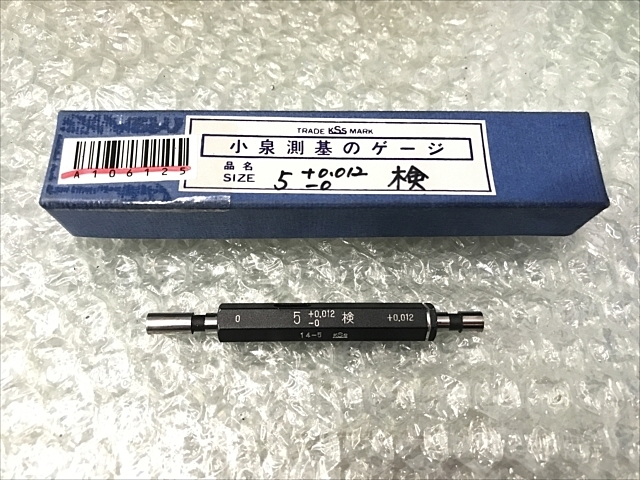 TRADE KSS MARK
小泉測基のゲージ
品名
SIZE 5 +0.012 -0 検
A106125
0 5 +0.012 -0 検 +0.012
14-5 KSS